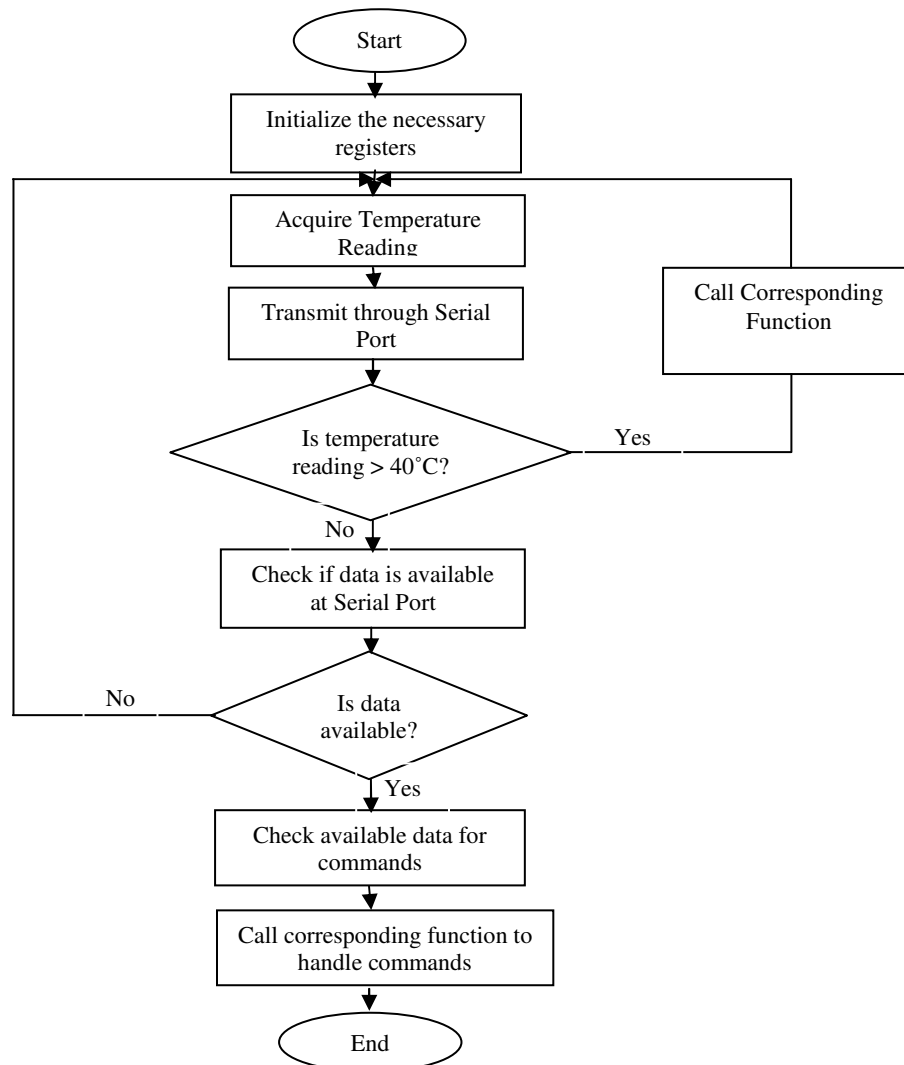 Start
Initialize the necessary
registers
Acquire Temperature
Reading
Call Corresponding
Function
Transmit through Serial
Port
Is temperature
reading > 40˚C?
Yes
No
Check if data is available
at Serial Port
No
Is data
available?
Yes
Check available data for
commands
Call corresponding function to
handle commands
End